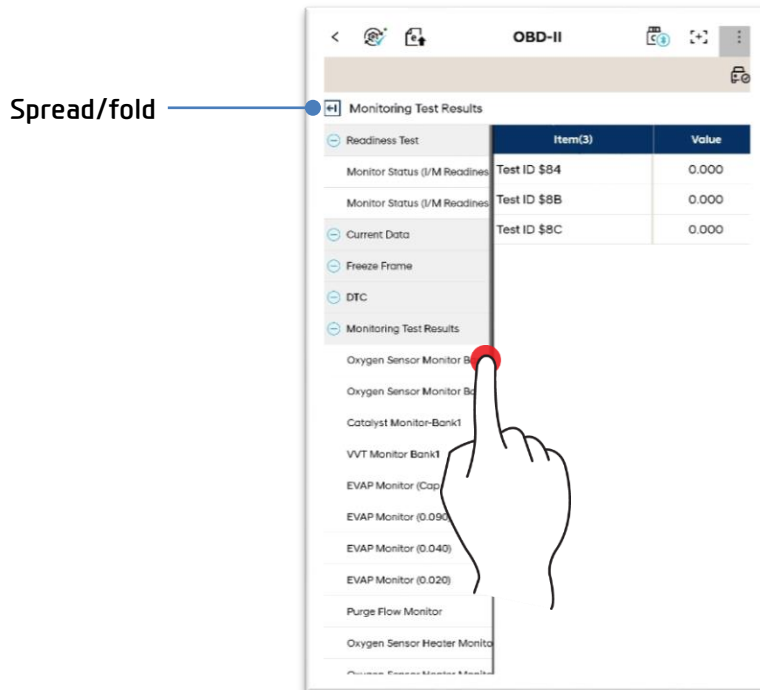 OBD-II
Spread/fold
Monitoring Test Results
Readiness Test
Item(3)
Value
Monitor Status (I/M Readines
Test ID $84
0.000
Monitor Status (I/M Readines
Test ID $8B
0.000
Current Data
Test ID $8C
0.000
Freeze Frame
DTC
Monitoring Test Results
Oxygen Sensor Monitor B
Oxygen Sensor Monitor Ba
Catalyst Monitor-Bank1
VVT Monitor Bank1
EVAP Monitor (Cap
EVAP Monitor (0.090)
EVAP Monitor (0.040)
EVAP Monitor (0.020)
Purge Flow Monitor
Oxygen Sensor Heater Monito